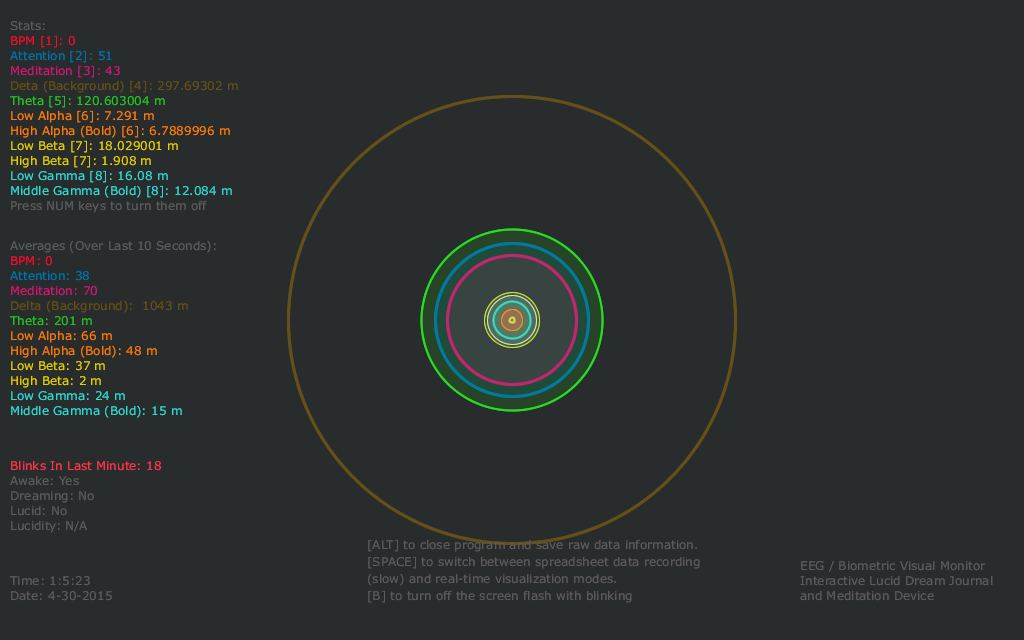 Stats:
BPM [1]: 0
Attention [2]: 51
Meditation [3]: 43
Deta (Background) [4]: 297.69302 m
Theta [5]: 120.603004 m
Low Alpha [6]: 7.291 m
High Alpha (Bold) [6]: 6.7889996 m
Low Beta [7]: 18.029001 m
High Beta [7]: 1.908 m
Low Gamma [8]: 16.08 m
Middle Gamma (Bold) [8]: 12.084 m
Press NUM keys to turn them off
Averages (Over Last 10 Seconds):
BPM: 0
Attention: 38
Meditation: 70
Delta (Background):  1043 m
Theta: 201 m
Low Alpha: 66 m
High Alpha (Bold): 48 m
Low Beta: 37 m
High Beta: 2 m
Low Gamma: 24 m
Middle Gamma (Bold): 15 m
Blinks In Last Minute: 18
Awake: Yes
Dreaming: No
Lucid: No
Lucidity: N/A
Time: 1:5:23
Date: 4-30-2015
[ALT] to close program and save raw data information.
[SPACE] to switch between spreadsheet data recording
(slow) and real-time visualization modes.
[B] to turn off the screen flash with blinking
EEG / Biometric Visual Monitor
Interactive Lucid Dream Journal
and Meditation Device